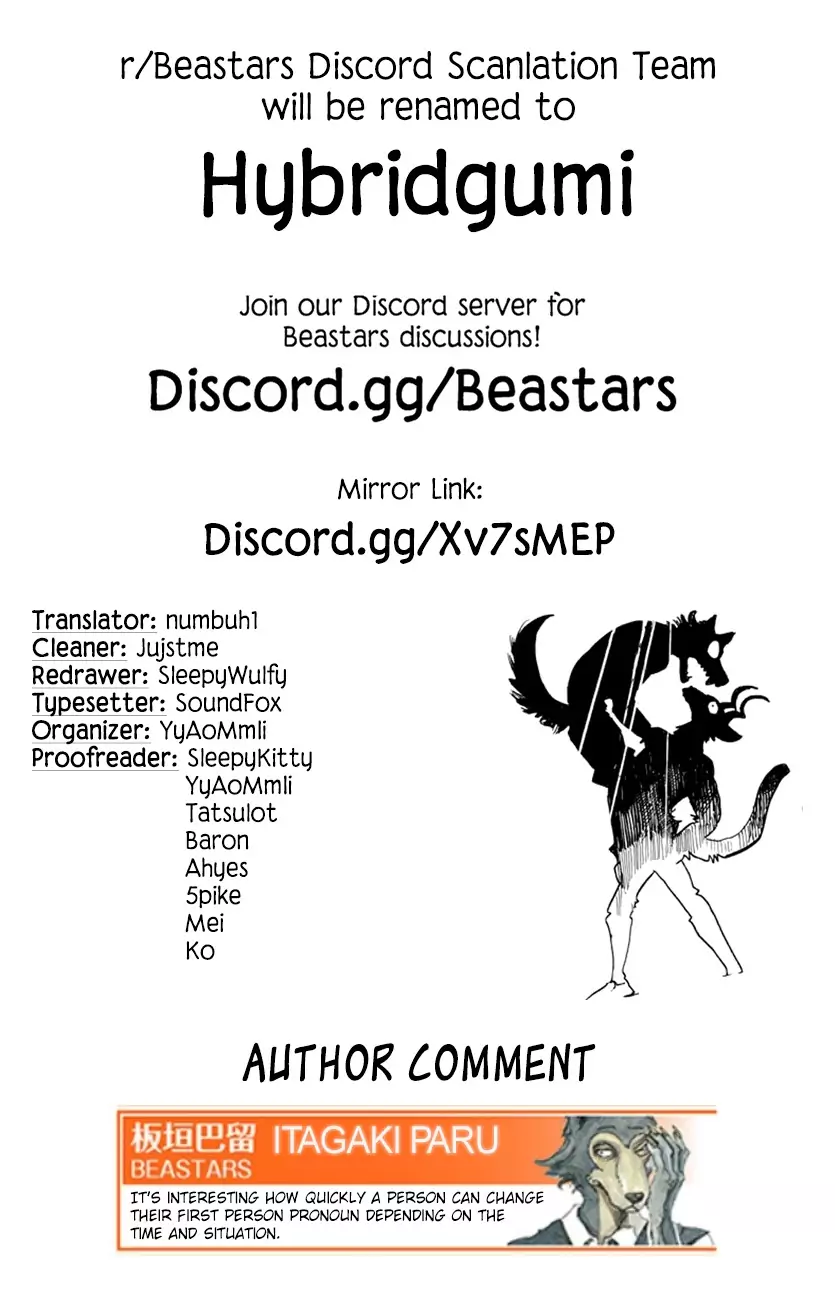 r/Beastars Discord Scanlation Team
will be renamed to
Hybridgumi
Join our Discord server for
Beastars discussions!
Discord.gg/Beastars
Mirror Link:
Discord.gg/Xv7sMEP
Translator: numbuh1
Cleaner: Jujstme
Redrawer: SleepyWulfy
Typesetter: SoundFox
Organizer: YyAoMmIi
Proofreader: SleepyKitty
YyAoMmIi
Tatsulot
Baron
Ahyes
5pike
Mei
Ko
AUTHOR COMMENT
板垣巴留 ITAGAKI PARU
BEASTARS
IT'S INTERESTING HOW QUICKLY A PERSON CAN CHANGE
THEIR FIRST PERSON PRONOUN DEPENDING ON THE
TIME AND SITUATION.